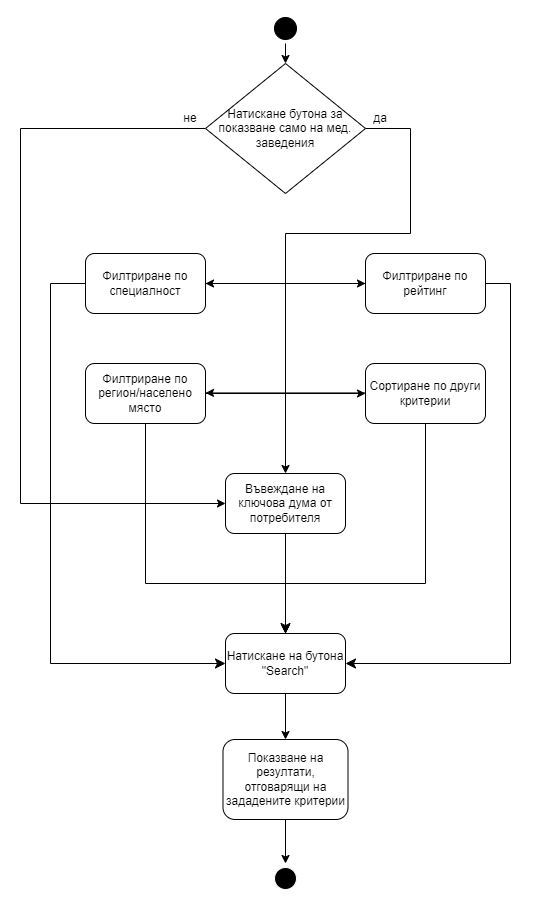 Натискане бутона за
показване само на мед.
заведения
не
да
Филтриране по
специалност
Филтриране по
рейтинг
Филтриране по
регион/населено
място
Сортиране по други
критерии
Въвеждане на
ключова дума от
потребителя
Натискане на бутона
"Search"
Показване на
резултати,
отговарящи на
зададените критерии